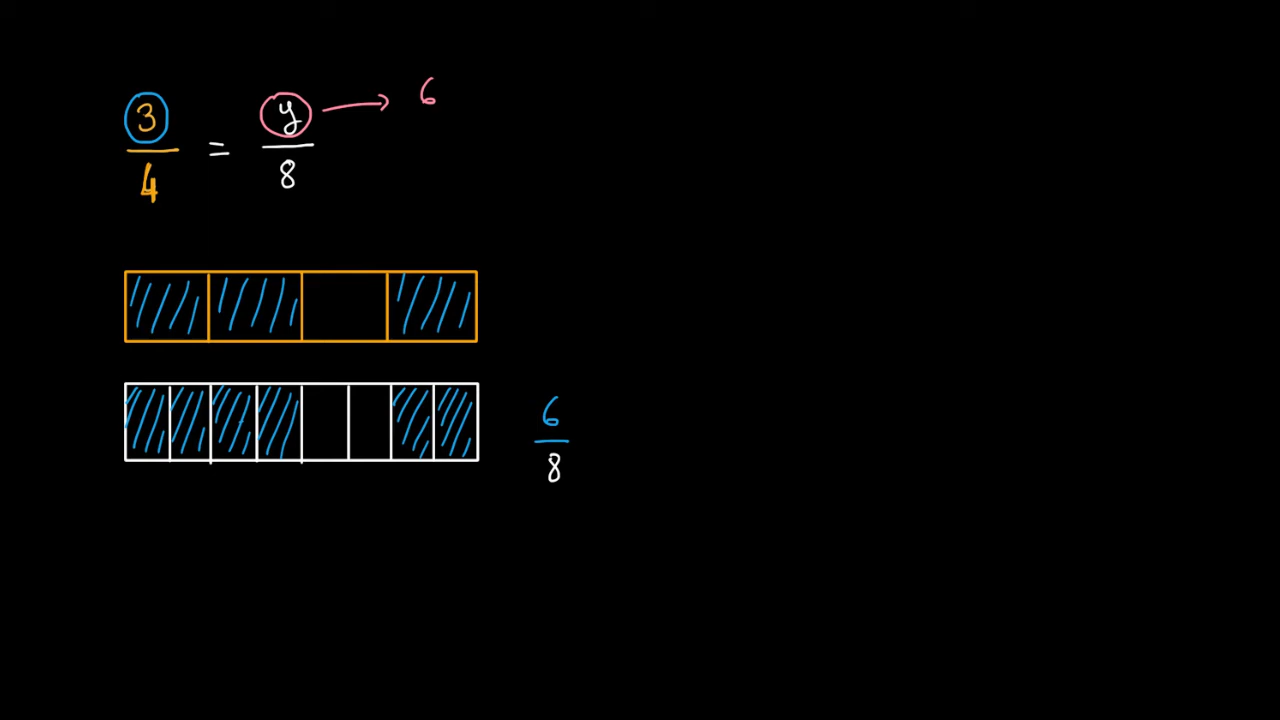 3/4 = y/8 → 6
6/8